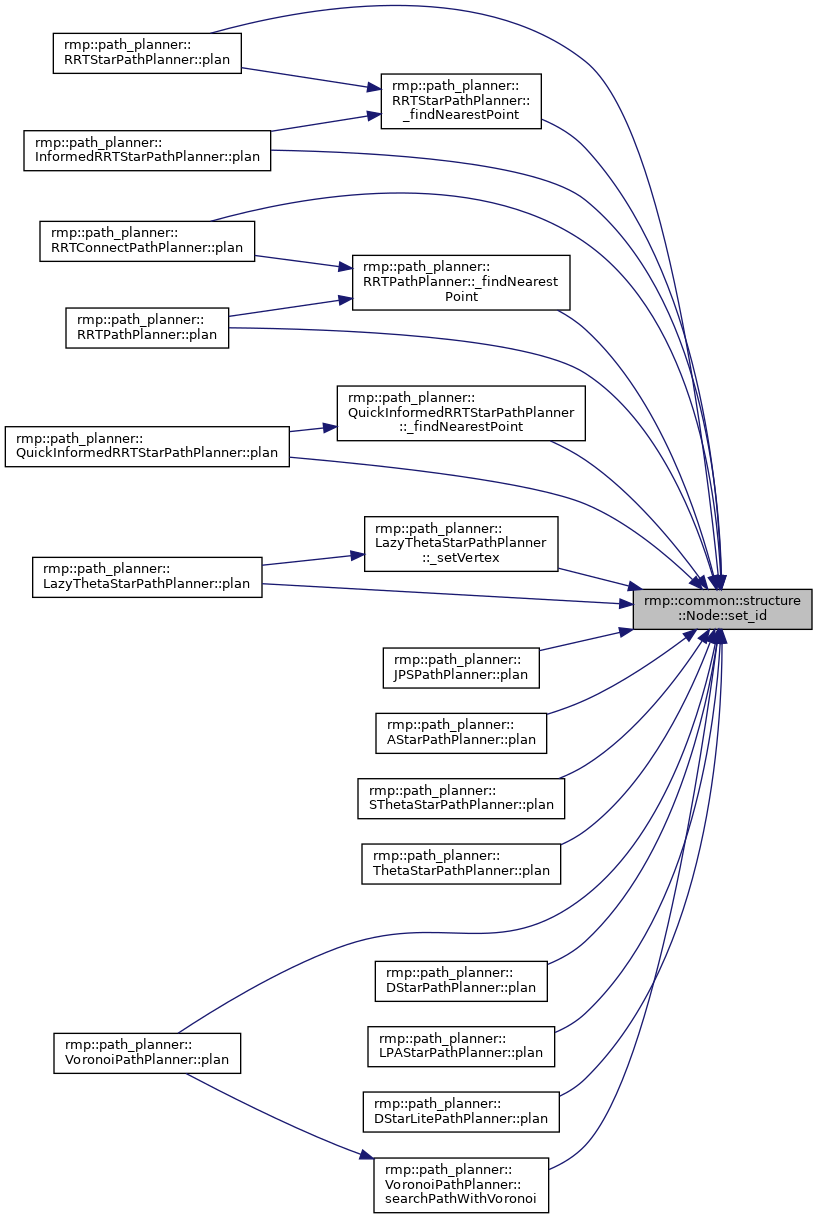 rmp::path_planner::
RRTStarPathPlanner::plan
rmp::path_planner::
RRTStarPathPlanner::
_findNearestPoint
rmp::path_planner::
InformedRRTStarPathPlanner::plan
rmp::path_planner::
RRTConnectPathPlanner::plan
rmp::path_planner::
RRTPathPlanner::_findNearest
Point
rmp::path_planner::
RRTPathPlanner::plan
rmp::path_planner::
QuickInformedRRTStarPathPlanner
::_findNearestPoint
rmp::path_planner::
QuickInformedRRTStarPathPlanner::plan
rmp::path_planner::
LazyThetaStarPathPlanner
::_setVertex
rmp::path_planner::
LazyThetaStarPathPlanner::plan
rmp::common::structure
::Node::set_id
rmp::path_planner::
JPSPathPlanner::plan
rmp::path_planner::
AStarPathPlanner::plan
rmp::path_planner::
SThetaStarPathPlanner::plan
rmp::path_planner::
ThetaStarPathPlanner::plan
rmp::path_planner::
DStarPathPlanner::plan
rmp::path_planner::
LPAStarPathPlanner::plan
rmp::path_planner::
VoronoiPathPlanner::plan
rmp::path_planner::
DStarLitePathPlanner::plan
rmp::path_planner::
VoronoiPathPlanner::
searchPathWithVoronoi